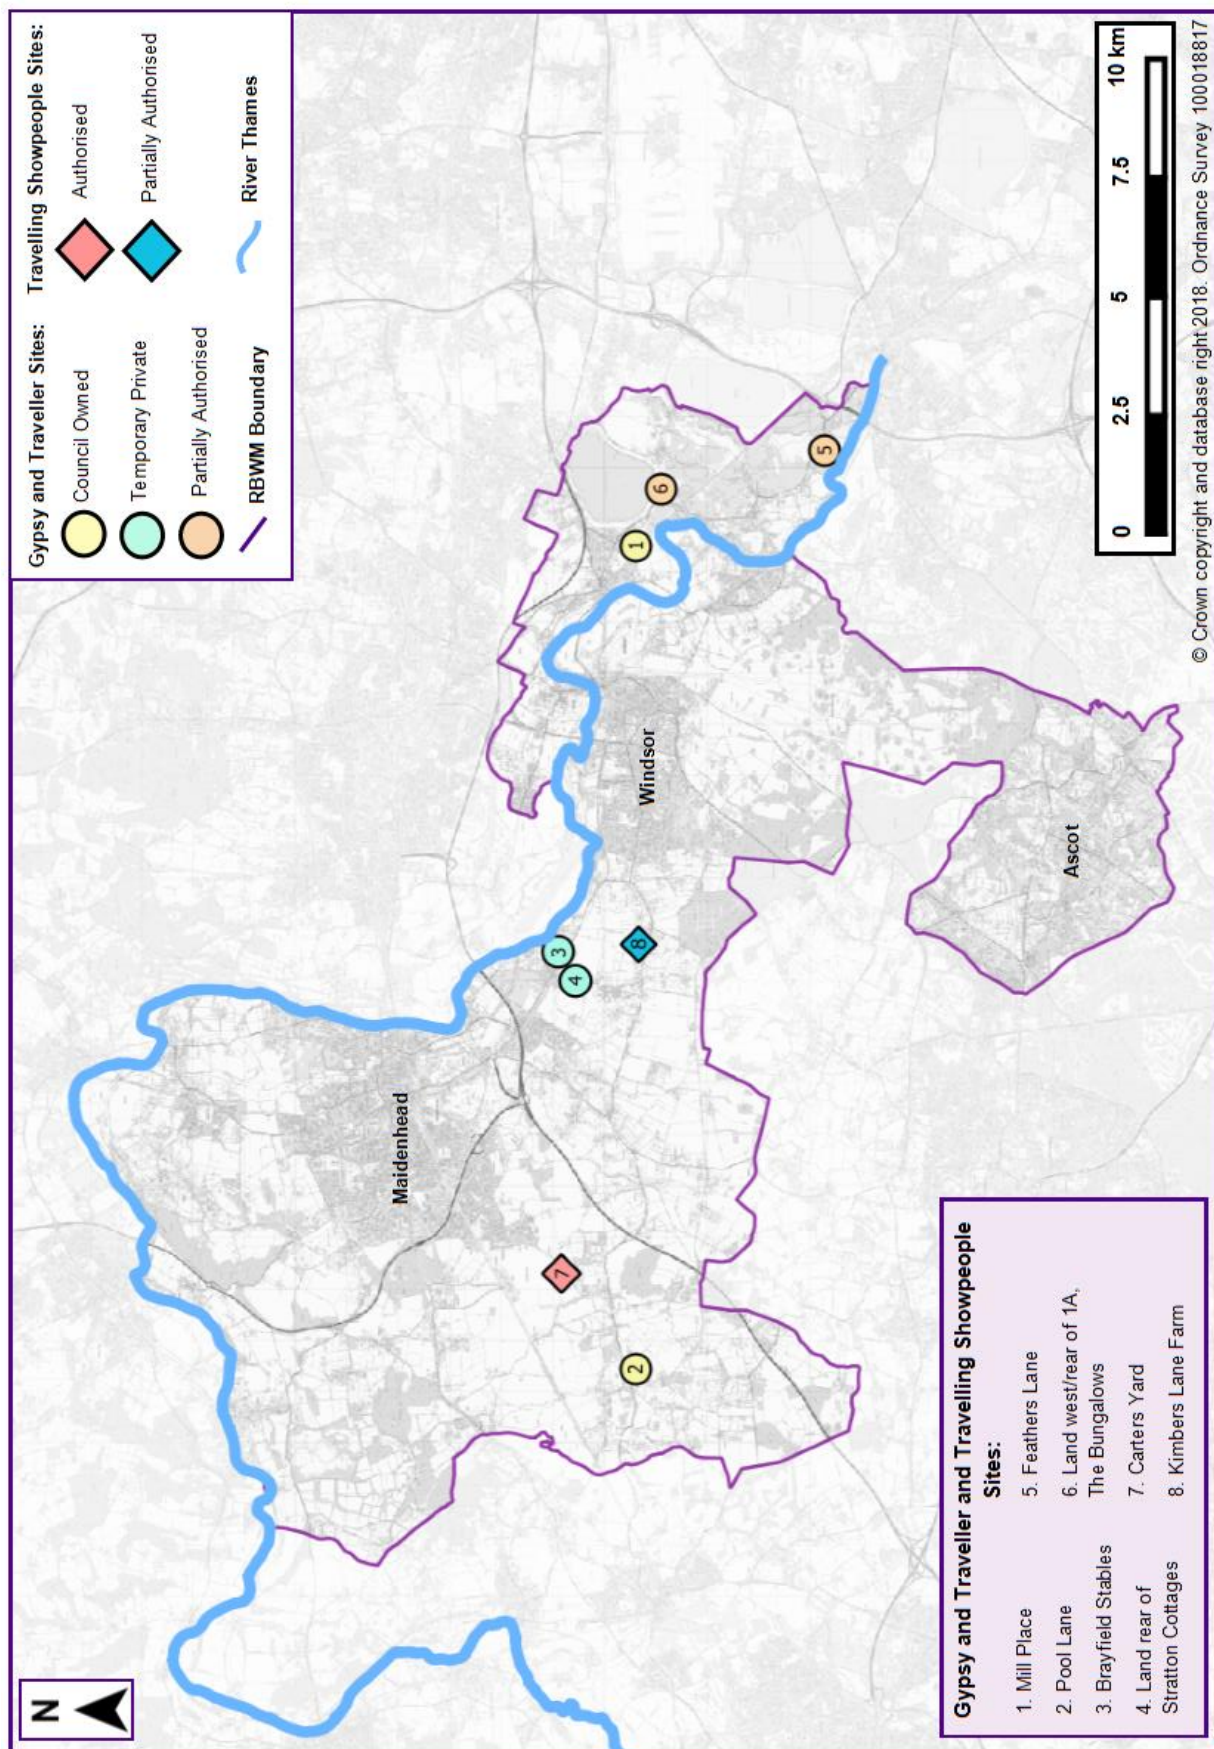 N
Gypsy and Traveller Sites:
Council Owned
Temporary Private
Partially Authorised
RBWM Boundary
Travelling Showpeople Sites:
Authorised
Partially Authorised
River Thames
Maidenhead
Windsor
Ascot
1
2
3
4
5
6
7
8
Gypsy and Traveller and Travelling Showpeople
Sites:
1. Mill Place
2. Pool Lane
3. Brayfield Stables
4. Land rear of
Stratton Cottages
5. Feathers Lane
6. Land west/rear of 1A,
The Bungalows
7. Carters Yard
8. Kimbers Lane Farm
0 2.5 5 7.5 10 km
© Crown copyright and database right 2018. Ordnance Survey 100018817